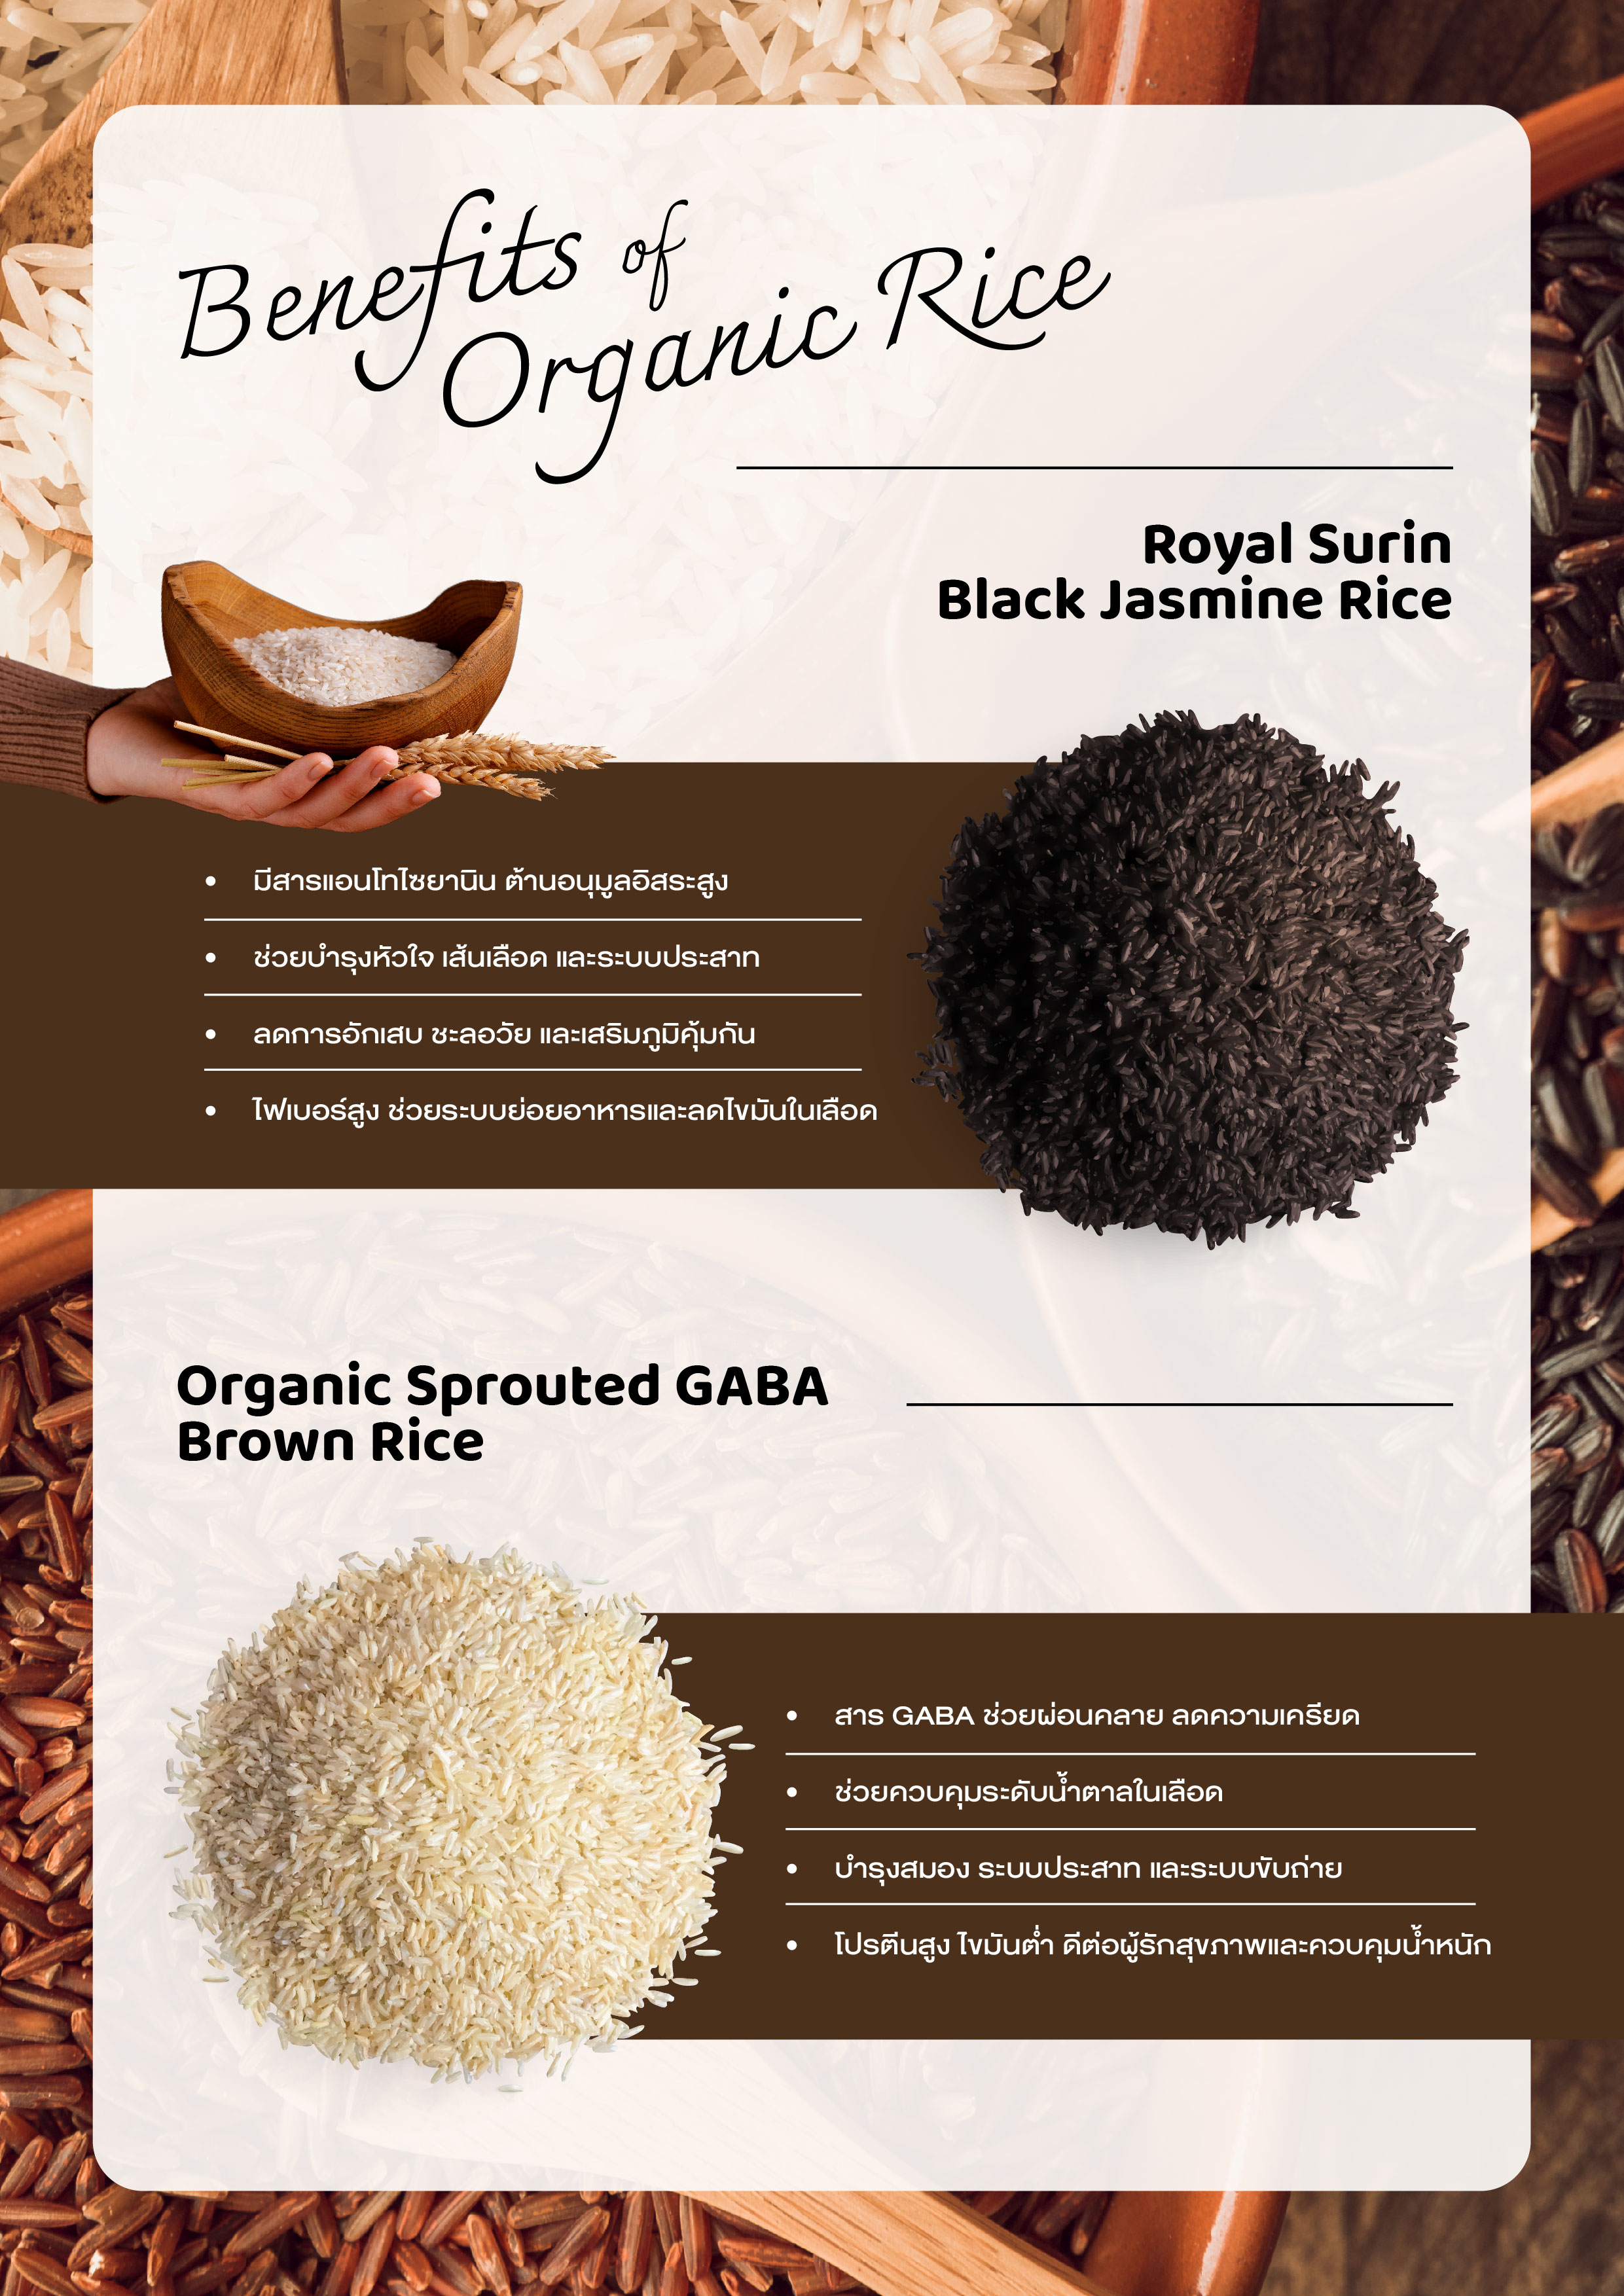 Benefits of
Organic Rice
Royal Surin
Black Jasmine Rice
• มีสารแอนโทไซยานิน ต้านอนุมูลอิสระสูง
• ช่วยบำรุงหัวใจ เส้นเลือด และระบบประสาท
• ลดการอักเสบ ชะลอวัย และเสริมภูมิคุ้มกัน
• ไฟเบอร์สูง ช่วยระบบย่อยอาหารและลดไขมันในเลือด
Organic Sprouted GABA
Brown Rice
• สาร GABA ช่วยผ่อนคลาย ลดความเครียด
• ช่วยควบคุมระดับน้ำตาลในเลือด
• บำรุงสมอง ระบบประสาท และระบบขับถ่าย
• โปรตีนสูง ไขมันต่ำ ดีต่อผู้รักสุขภาพและควบคุมน้ำหนัก